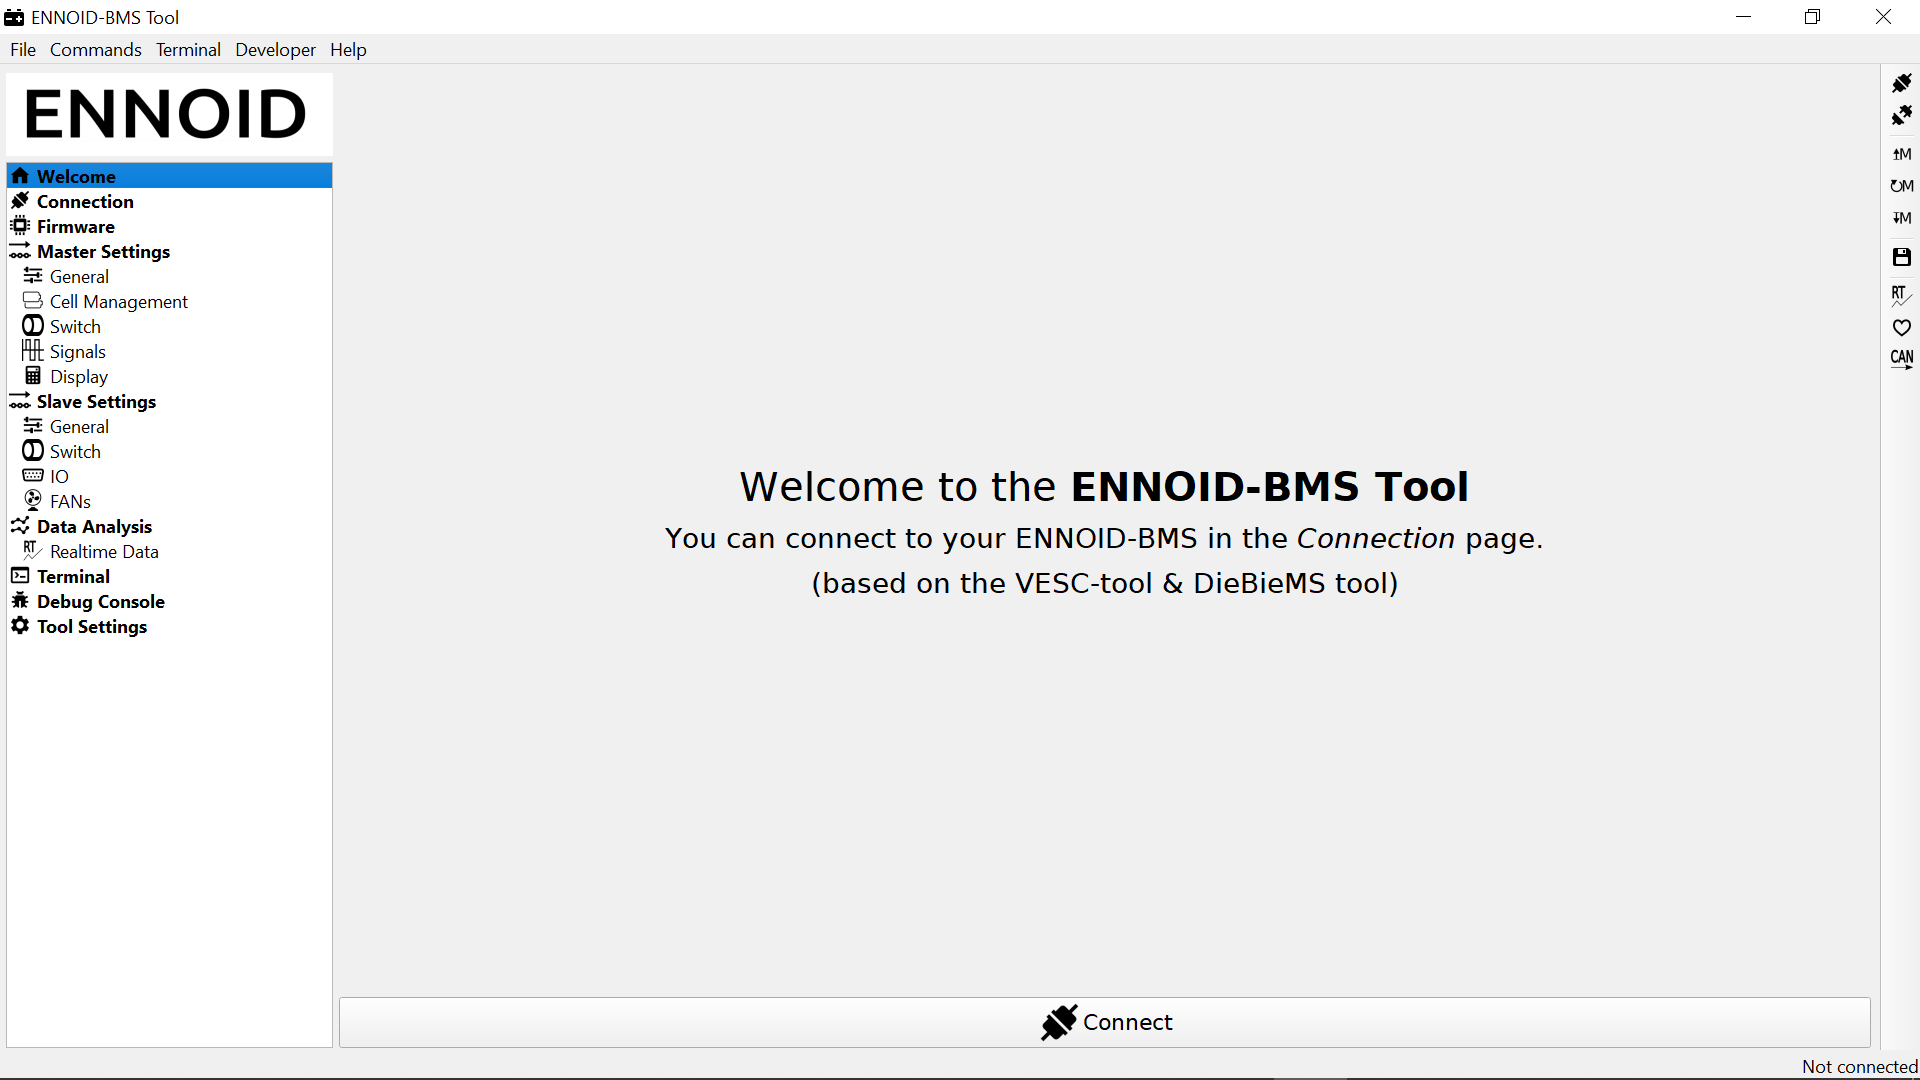 ENNOID-BMS Tool
File Commands Terminal Developer Help
ENNOID
Welcome
Connection
Firmware
Master Settings
General
Cell Management
Switch
Signals
Display
Slave Settings
General
Switch
IO
FANs
Data Analysis
RT Realtime Data
Terminal
Debug Console
Tool Settings
Welcome to the ENNOID-BMS Tool
You can connect to your ENNOID-BMS in the Connection page.
(based on the VESC-tool & DieBieMS tool)
Connect
M
M
M
RT
CAN
Not connected